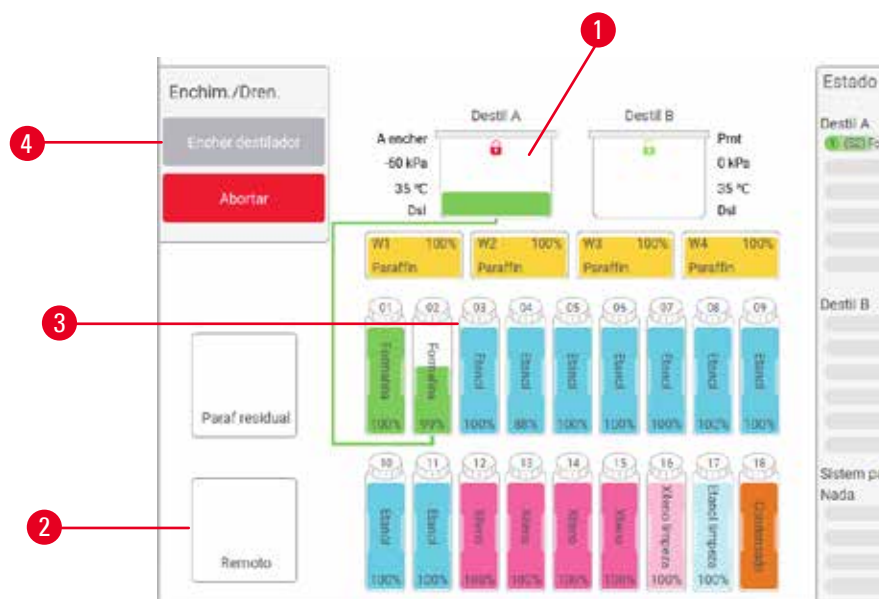 1
Enchim./Dren.
Estado
Destil A
Destil B
Destil A
4
Encher destilador
A encher
Prnt
-60 kPa
0 kPa
35 ºC
35 ºC
Abortar
Dsl
Dsl
W1 100%
W2 100%
W3 100%
W4 100%
Paraffin
Paraffin
Paraffin
Paraffin
Destil B
3
01
02
03
04
05
06
07
08
09
Formalina
Formalina
Etanol
Etanol
Etanol
Etanol
Etanol
Etanol
Etanol
100%
99%
100%
88%
100%
100%
100%
100%
100%
Paraf residual
10
11
12
13
14
15
16
17
18
Sistem pa
Nada
2
Etanol
Etanol
Xileno
Xileno
Xileno
Xileno
Xileno limpeza
Etanol limpeza
Condensado
Remoto
100%
100%
100%
100%
100%
100%
100%
100%